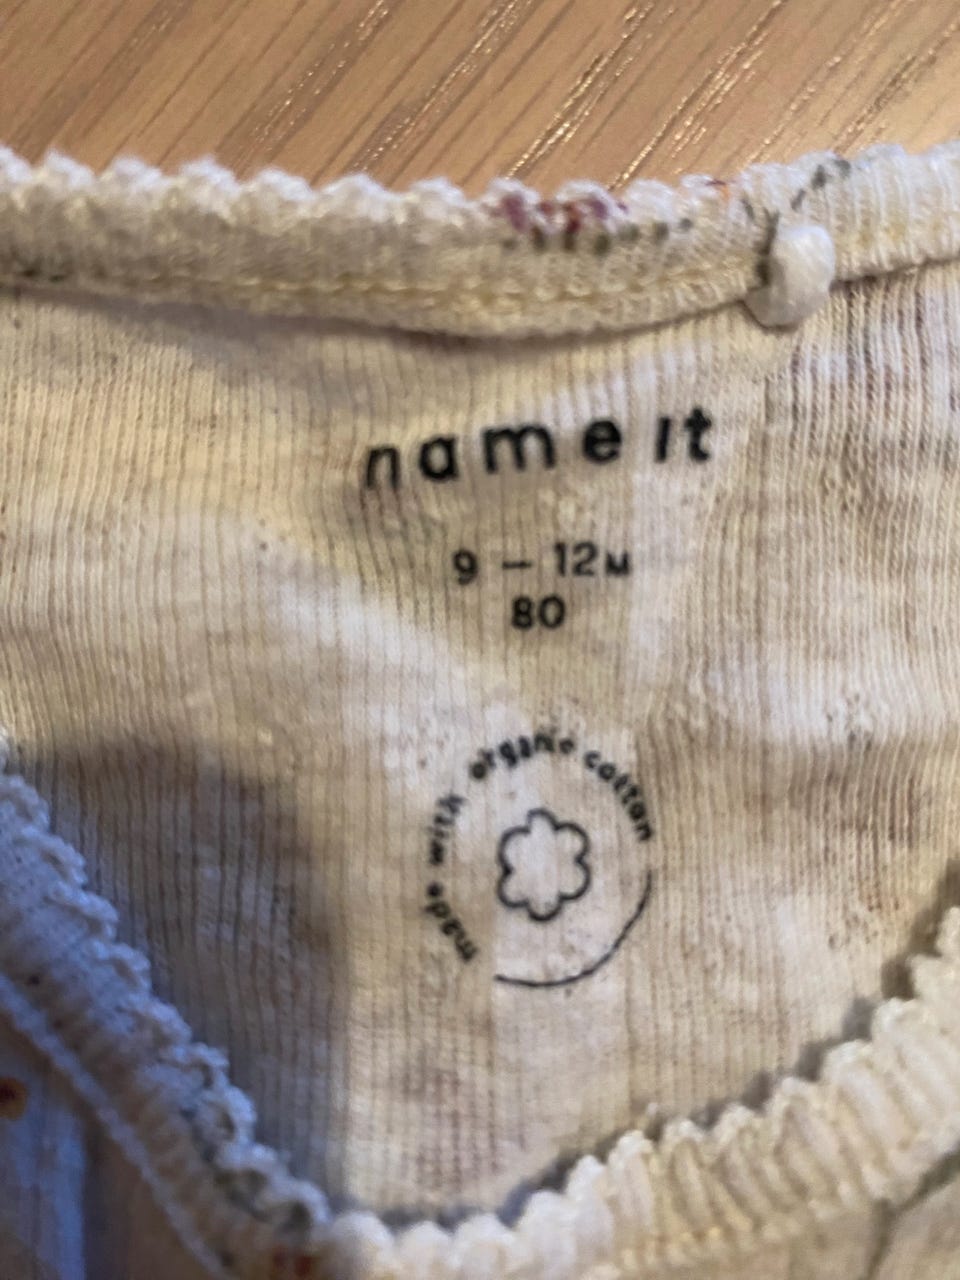 name it
9 – 12M
80
made with organic cotton